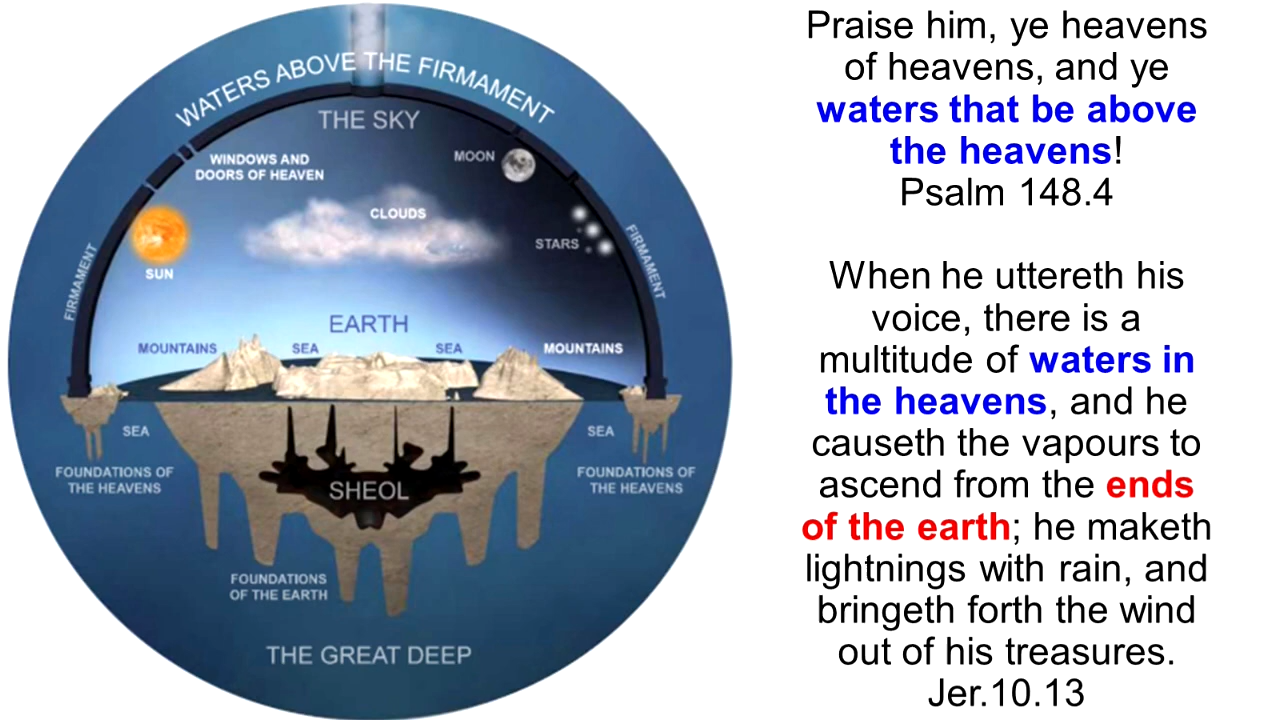 WATERS ABOVE THE FIRMAMENT
THE SKY
WINDOWS AND
DOORS OF HEAVEN
MOON
CLOUDS
STARS
SUN
FIRMAMENT
FIRMAMENT
EARTH
MOUNTAINS
SEA
SEA
MOUNTAINS
SEA
SEA
FOUNDATIONS OF
THE HEAVENS
FOUNDATIONS OF
THE HEAVENS
SHEOL
FOUNDATIONS
OF THE EARTH
THE GREAT DEEP
Praise him, ye heavens
of heavens, and ye
waters that be above
the heavens!
Psalm 148.4
When he uttereth his
voice, there is a
multitude of waters in
the heavens, and he
causeth the vapours to
ascend from the ends
of the earth; he maketh
lightnings with rain, and
bringeth forth the wind
out of his treasures.
Jer.10.13